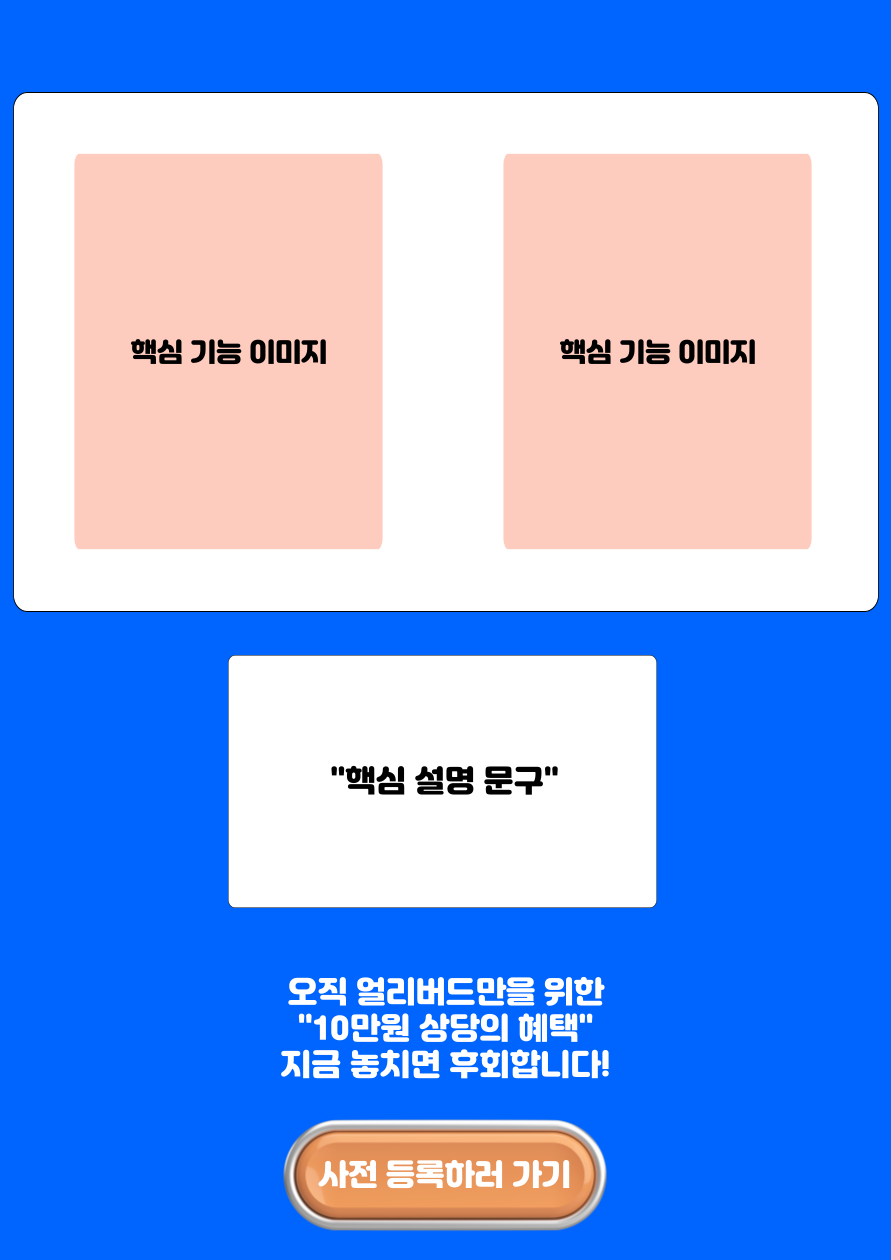 핵심 기능 이미지
핵심 기능 이미지
"핵심 설명 문구"
오직 얼리버드만을 위한
"10만원 상당의 혜택"
지금 놓치면 후회합니다!
사전 등록하러 가기